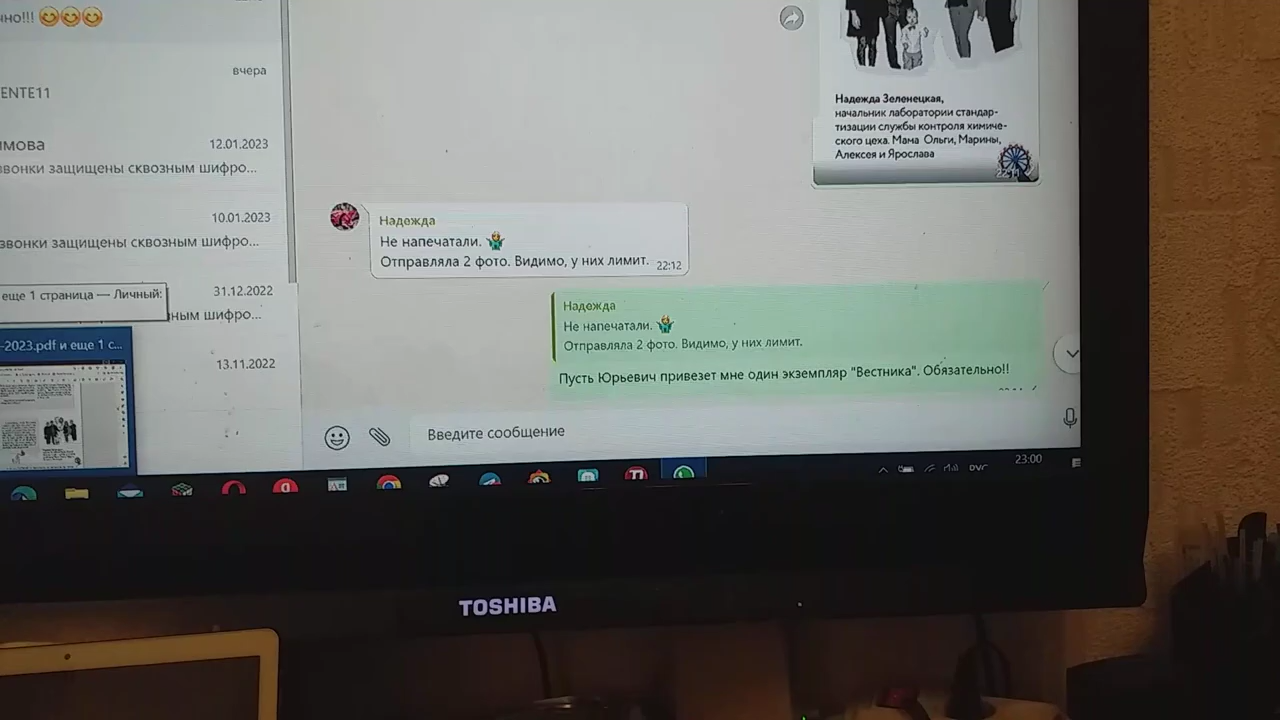 чно!!!
вчера
ENTE11
имова
12.01.2023
звонки защищены сквозным шифро...
10.01.2023
звонки защищены сквозным шифро...
еще 1 страница — Личный:
31.12.2022
ным шифро...
-2023.pdf и еще 1 с...
13.11.2022
Надежда Зеленецкая,
начальник лаборатории стандар-
тизации службы контроля химиче-
ского цеха. Мама Ольги, Марины,
Алексея и Ярослава
22:11
Надежда
Не напечатали.
Отправляла 2 фото. Видимо, у них лимит.
22:12
Надежда
Не напечатали.
Отправляла 2 фото. Видимо, у них лимит.
Пусть Юрьевич привезет мне один экземпляр "Вестника". Обязательно!!
Введите сообщение
23:00
TOSHIBA